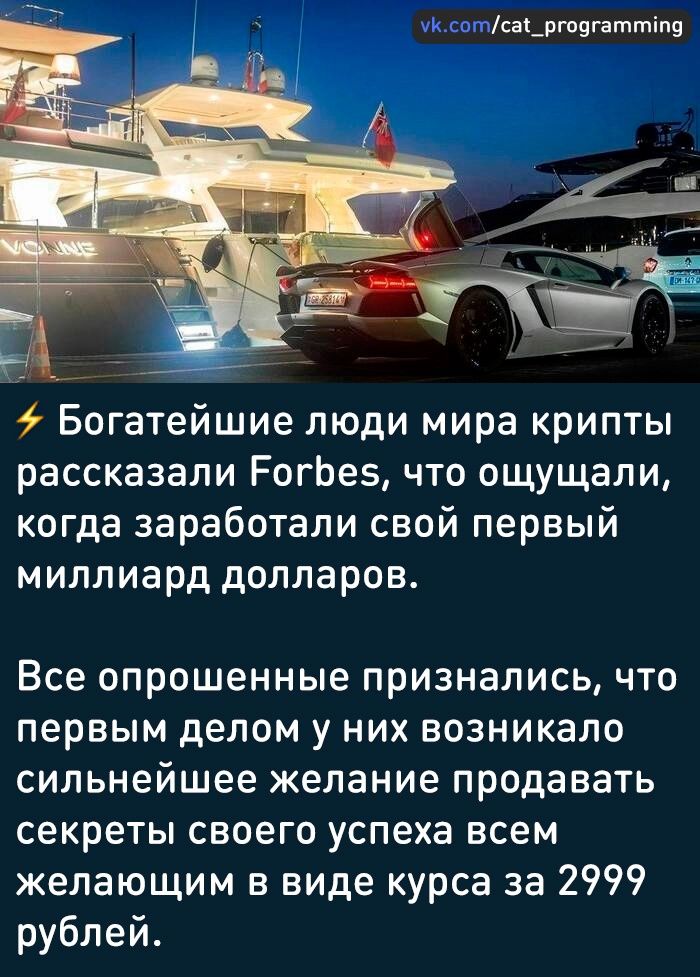 vk.com/cat_programming
VONNIE
⚡ Богатейшие люди мира крипты
рассказали Forbes, что ощущали,
когда заработали свой первый
миллиард долларов.
Все опрошенные признались, что
первым делом у них возникало
сильнейшее желание продавать
секреты своего успеха всем
желающим в виде курса за 2999
рублей.